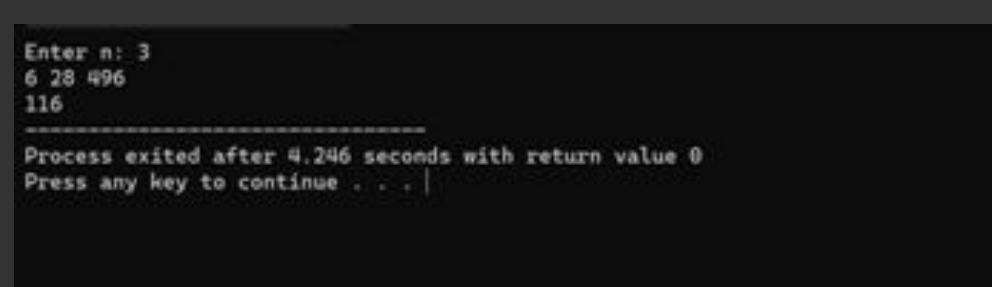 Enter n: 3
6 28 496
116
--------------------------------
Process exited after 4.246 seconds with return value 0
Press any key to continue . . .